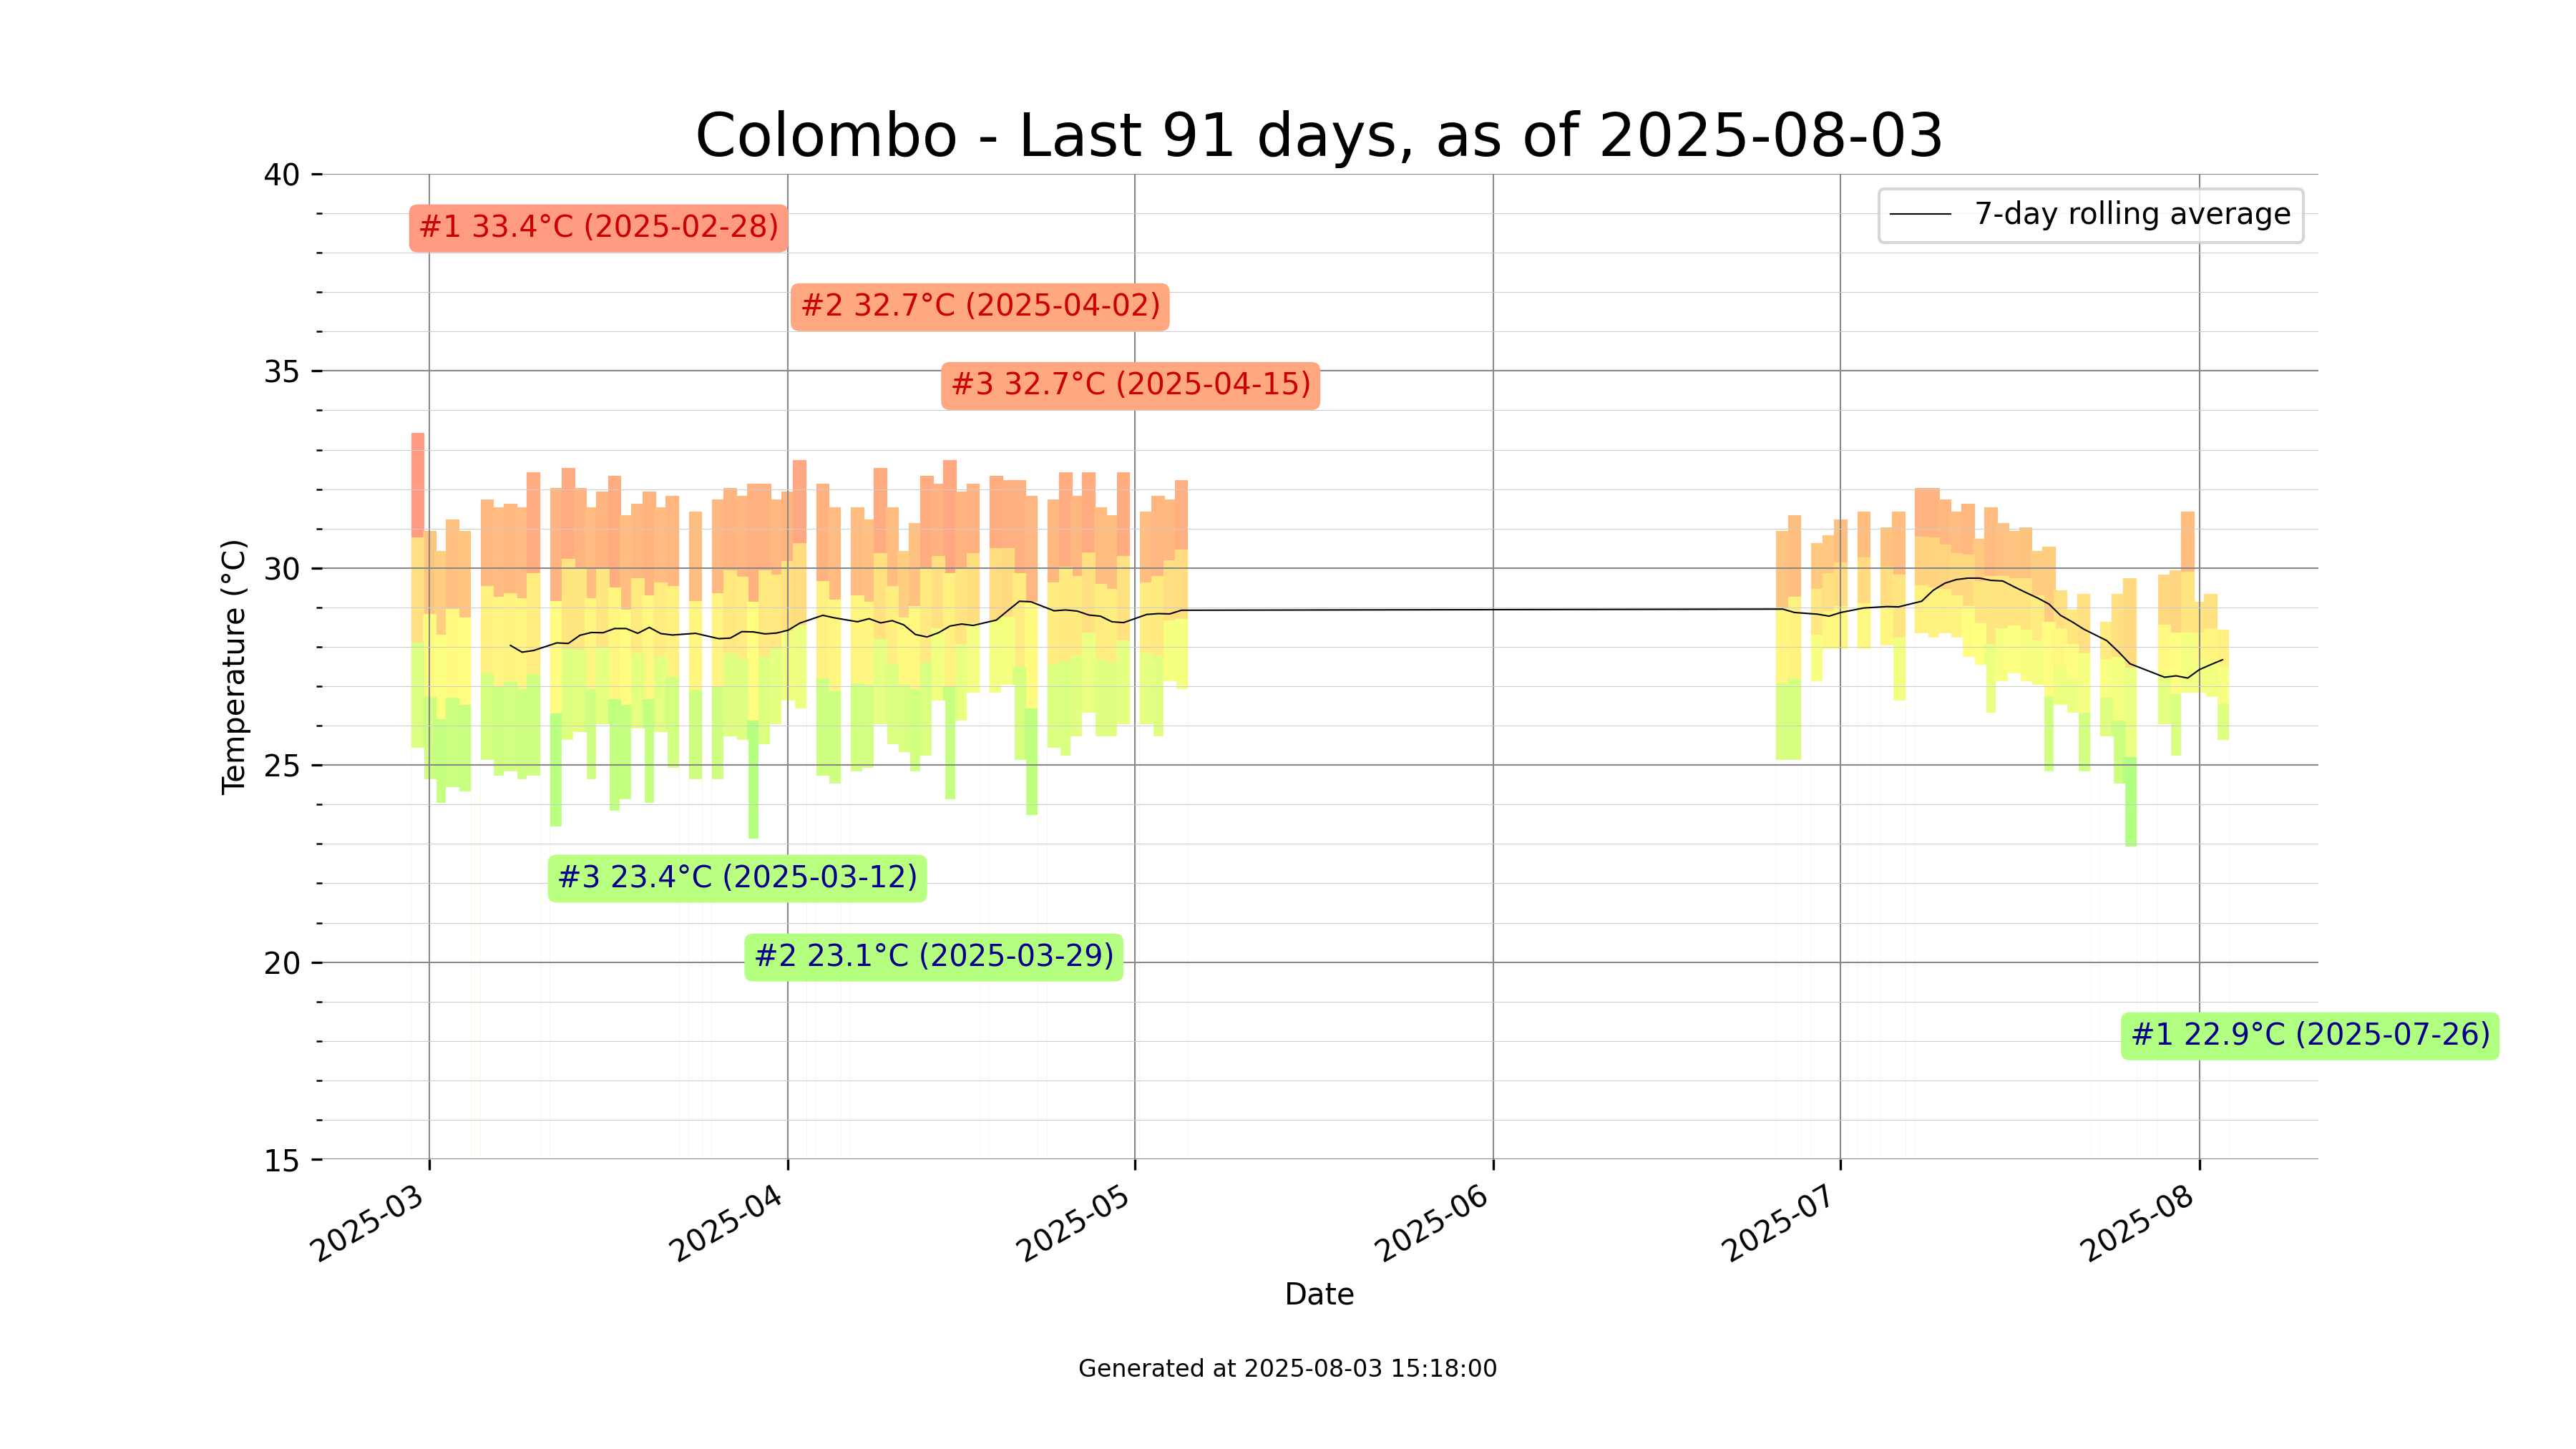 Colombo - Last 91 days, as of 2025-08-03
7-day rolling average
#1 33.4°C (2025-02-28)
#2 32.7°C (2025-04-02)
#3 32.7°C (2025-04-15)
#3 23.4°C (2025-03-12)
#2 23.1°C (2025-03-29)
#1 22.9°C (2025-07-26)
Temperature (°C)
40
35
30
25
20
15
2025-03
2025-04
2025-05
2025-06
2025-07
2025-08
Date
Generated at 2025-08-03 15:18:00